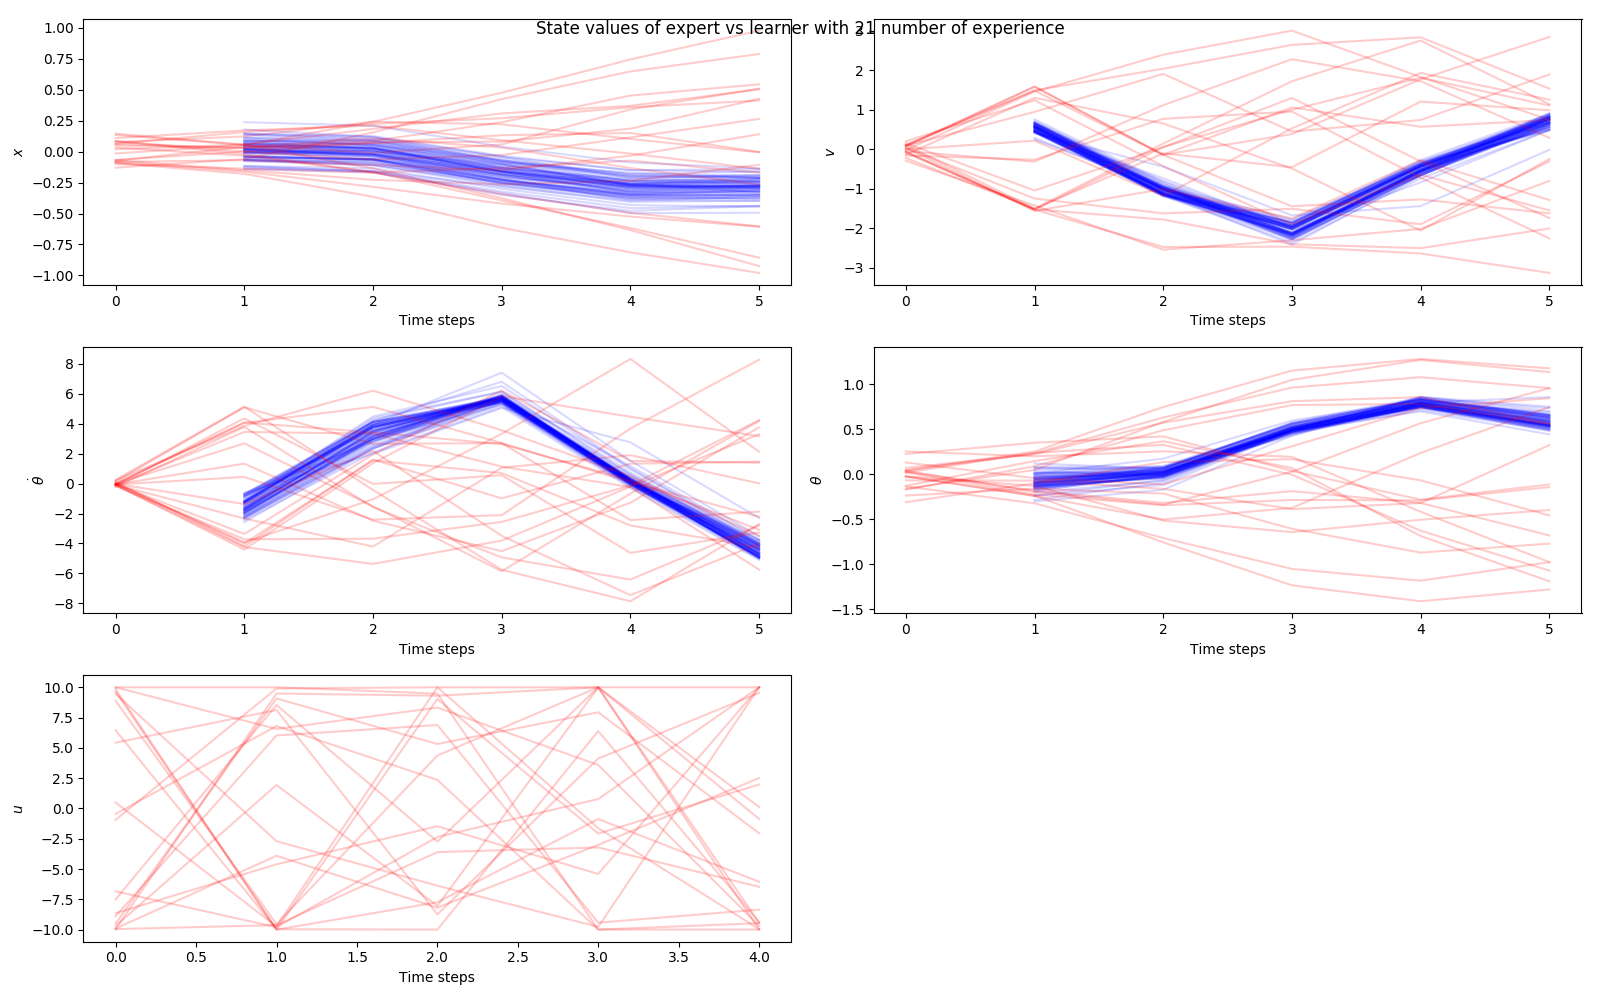 State values of expert vs learner with 21 number of experience
1.00
0.75
0.50
0.25
0.00
−0.25
−0.50
−0.75
−1.00
x
0 1 2 3 4 5
Time steps
3
2
1
0
−1
−2
−3
v
0 1 2 3 4 5
Time steps
8
6
4
2
0
−2
−4
−6
−8
θ̇
0 1 2 3 4 5
Time steps
1.0
0.5
0.0
−0.5
−1.0
−1.5
θ
0 1 2 3 4 5
Time steps
10.0
7.5
5.0
2.5
0.0
−2.5
−5.0
−7.5
−10.0
u
0.0 0.5 1.0 1.5 2.0 2.5 3.0 3.5 4.0
Time steps